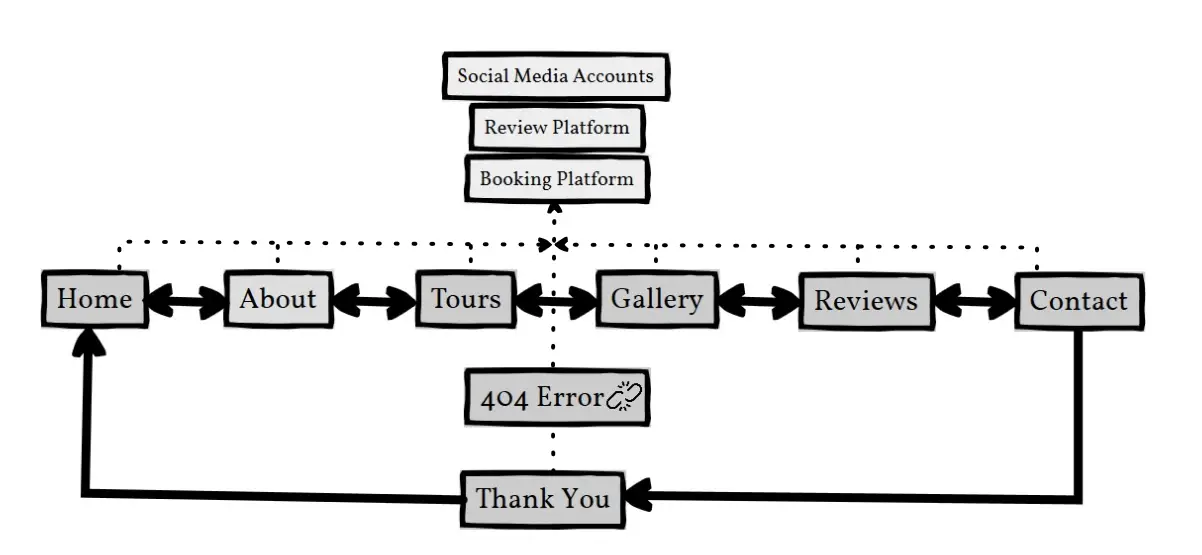 Social Media Accounts
Review Platform
Booking Platform
Home About Tours Gallery Reviews Contact
404 Error
Thank You